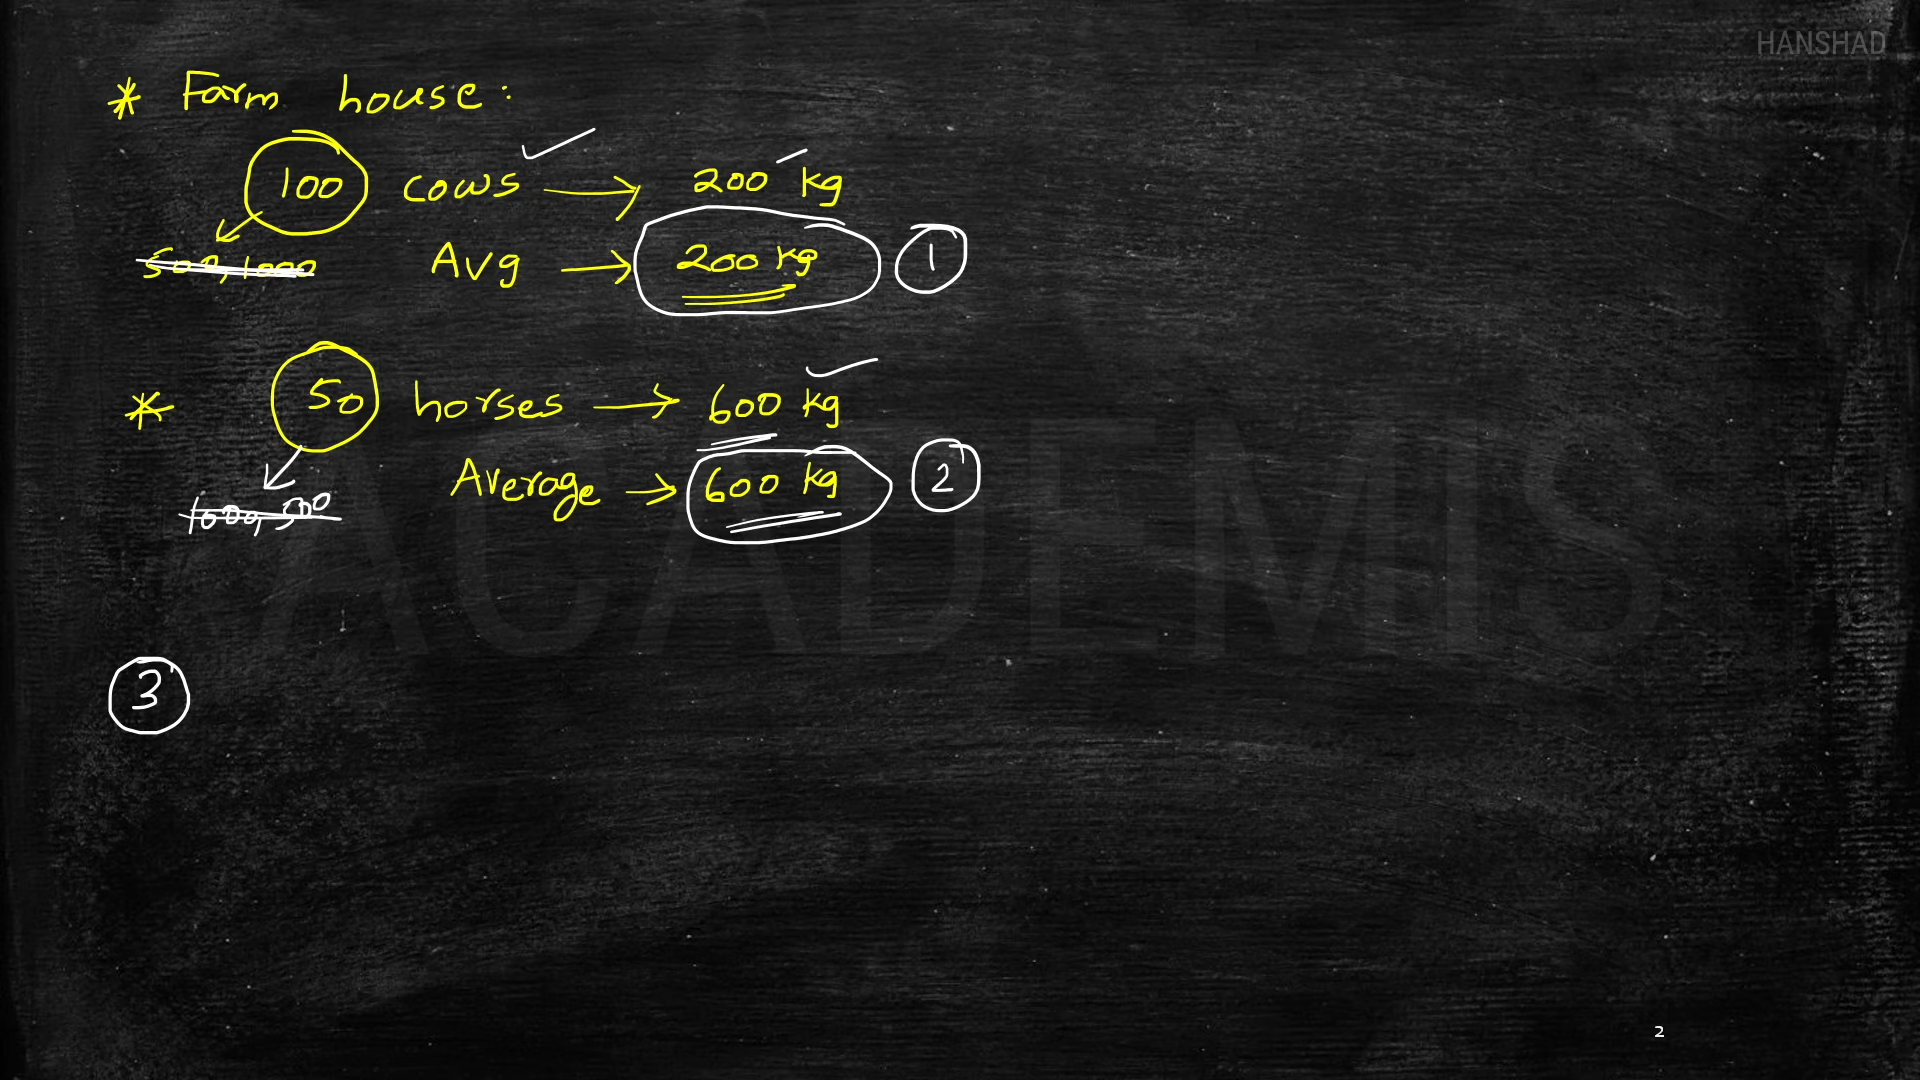 HANSHAD
* Farm house:
100 cows → 200 kg
500, 1000 Avg → 200 kg 1
* 50 horses → 600 kg
Average → 600 kg 2
1000, 500
ACADEMIS
3
2